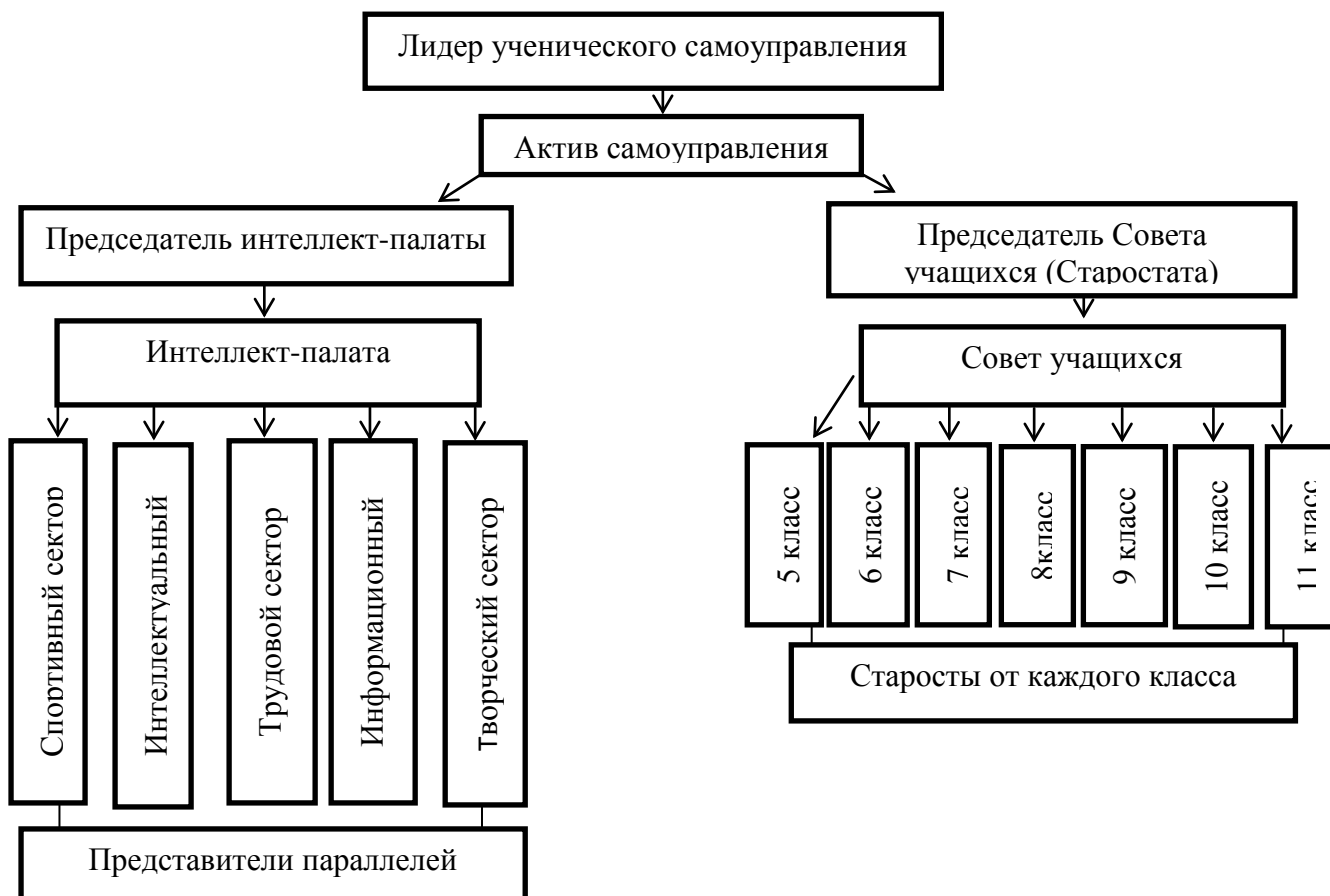 Лидер ученического самоуправления
Актив самоуправления
Председатель интеллект-палаты
Председатель Совета
учащихся (Старостата)
Интеллект-палата
Совет учащихся
Спортивный сектор
Интеллектуальный
Трудовой сектор
Информационный
Творческий сектор
5 класс
6 класс
7 класс
8класс
9 класс
10 класс
11 класс
Старосты от каждого класса
Представители параллелей